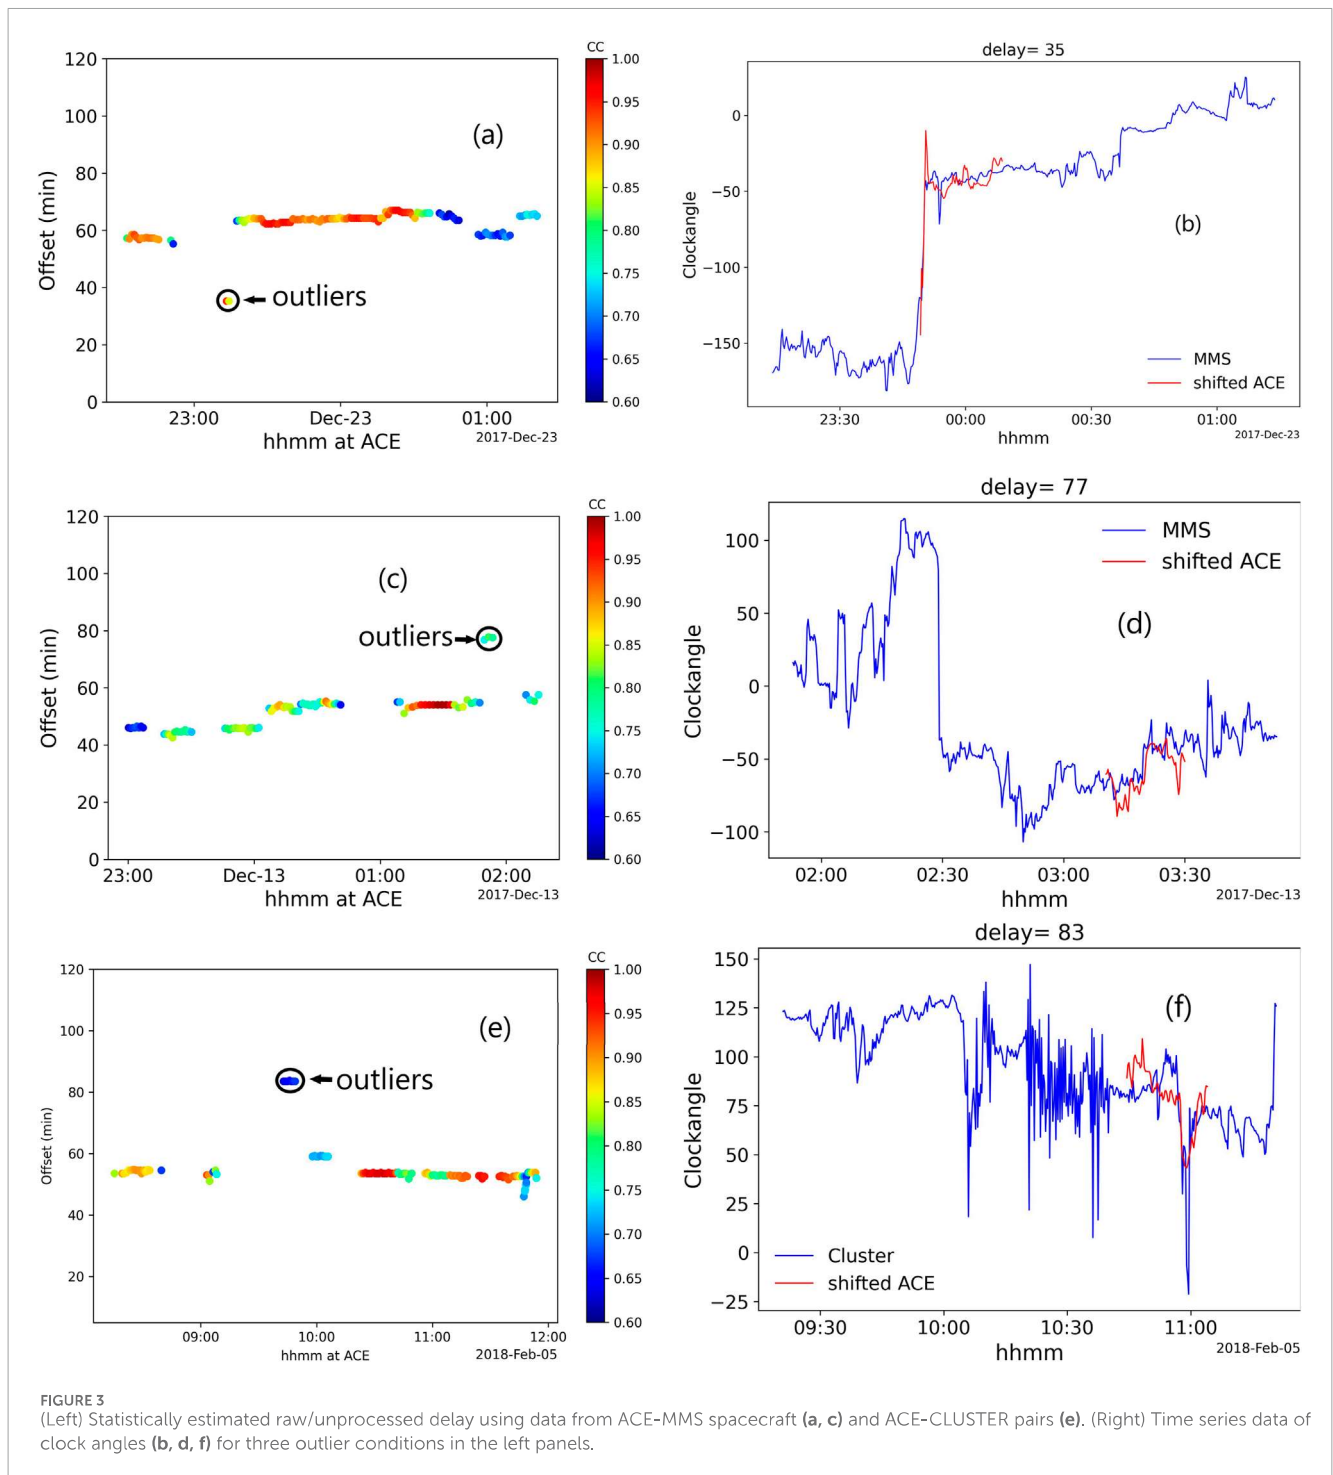 CC
120
100
80
60
40
20
0
Offset (min)
(a)
outliers
23:00
Dec-23
01:00
hhmm at ACE
2017-Dec-23
1.00
0.95
0.90
0.85
0.80
0.75
0.70
0.65
0.60
delay= 35
0
−50
−100
−150
Clockangle
(b)
MMS
shifted ACE
23:30
00:00
00:30
01:00
hhmm
2017-Dec-23
CC
120
100
80
60
40
20
0
Offset (min)
(c)
outliers
23:00
Dec-13
01:00
02:00
hhmm at ACE
2017-Dec-13
1.00
0.95
0.90
0.85
0.80
0.75
0.70
0.65
0.60
delay= 77
100
50
0
−50
−100
Clockangle
MMS
shifted ACE
(d)
02:00
02:30
03:00
03:30
hhmm
2017-Dec-13
CC
120
100
80
60
40
20
Offset (min)
(e)
outliers
09:00
10:00
11:00
12:00
hhmm at ACE
2018-Feb-05
1.00
0.95
0.90
0.85
0.80
0.75
0.70
0.65
0.60
delay= 83
150
125
100
75
50
25
0
−25
Clockangle
(f)
Cluster
shifted ACE
09:30
10:00
10:30
11:00
hhmm
2018-Feb-05
FIGURE 3
(Left) Statistically estimated raw/unprocessed delay using data from ACE-MMS spacecraft (a, c) and ACE-CLUSTER pairs (e). (Right) Time series data of
clock angles (b, d, f) for three outlier conditions in the left panels.